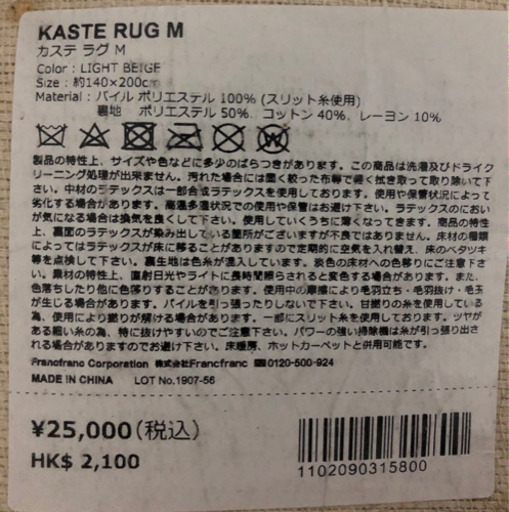 KASTE RUG M
カステ ラグ M
Color : LIGHT BEIGE
Size : 約140×200cm
Material : パイル ポリエステル 100% (スリット糸使用)
裏地 ポリエステル 50%、コットン 40%、レーヨン 10%
製品の特性上、サイズや色などに多少のばらつきがあります。この商品は洗濯及びドライク
リーニング処理が出来ません。汚れた場合には固く絞った布等で軽く拭き取って取り除いて下
さい。中材のラテックスは一部合成ラテックスを使用しております。使用や保管状況によって
劣化する場合があります。高温多湿状況での使用や保管はお避け下さい。ラテックスのにおい
が気になる場合は換気を良くして下さい。使用していくうちに薄くなってきます。商品の特性
上、裏面のラテックスが染み出している箇所がございますが不良ではありません。床材の種類
によってはラテックスが床に移ることがありますので定期的に空気を入れ替え、床のベタツキ
等を点検して下さい。裏生地は色糸が混入しています。淡色の床材への色移りにご注意下さ
い。素材の特性上、直射日光やライトに長時間照らされると変色する場合があります。また、
色落ちしたり他に色移りすることがあります。使用中の摩擦により毛羽立ち・毛羽抜け・毛玉
が生じる場合があります。パイルを引っ張ったりしないで下さい。甘撚りの糸を使用している
為、使用により撚りが解ける場合があります。一部にスリット糸を使用しています。ツヤが
ある細い糸の為、特に抜けやすいのでご注意下さい。パワーの強い掃除機は糸が引っ張り出さ
れる場合がありますのでお避け下さい。床暖房、ホットカーペットと併用可能です。
Francfranc Corporation 株式会社Francfranc 0120-500-924
MADE IN CHINA LOT No.1907-56
¥25,000(税込)
HK$ 2,100
1102090315800